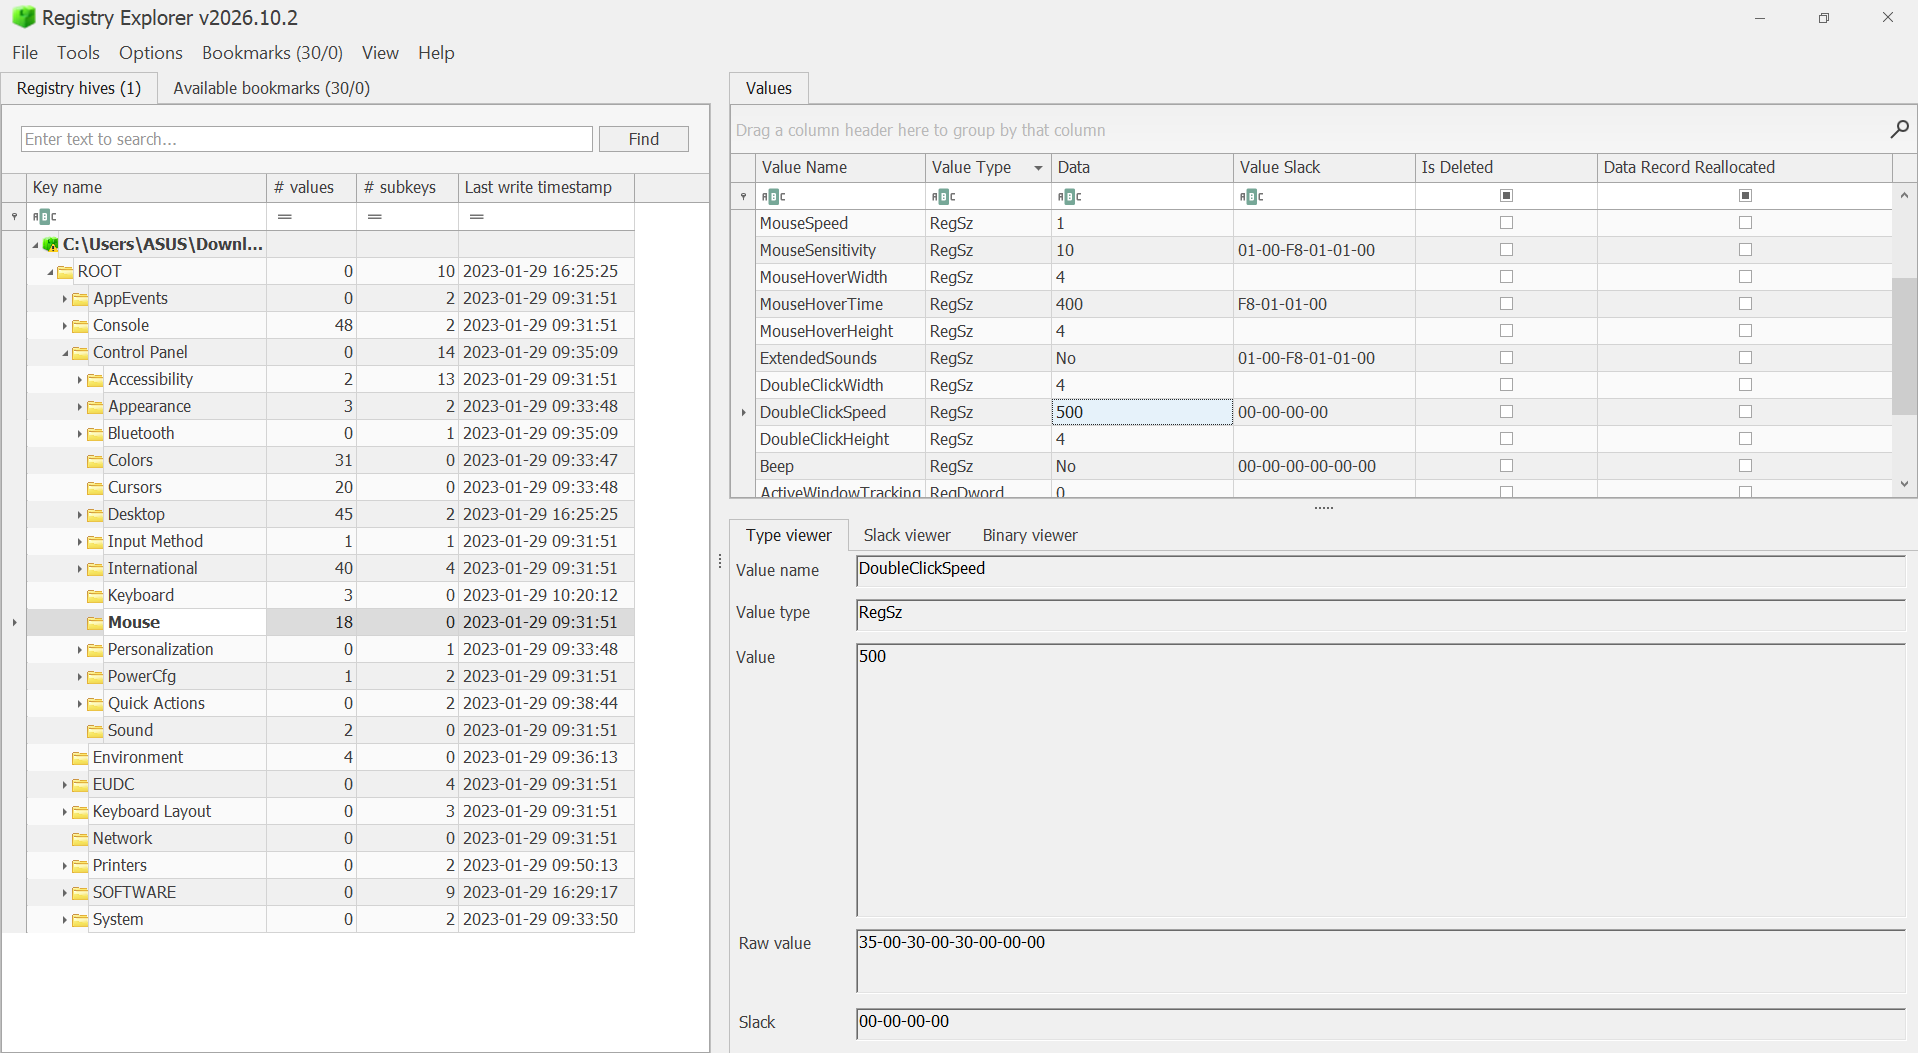 Registry Explorer v2026.10.2
File Tools Options Bookmarks (30/0) View Help
Registry hives (1) Available bookmarks (30/0)
Enter text to search... Find
Key name # values # subkeys Last write timestamp
ABC = = =
C:\Users\ASUS\Downl...
ROOT 0 10 2023-01-29 16:25:25
AppEvents 0 2 2023-01-29 09:31:51
Console 48 2 2023-01-29 09:31:51
Control Panel 0 14 2023-01-29 09:35:09
Accessibility 2 13 2023-01-29 09:31:51
Appearance 3 2 2023-01-29 09:33:48
Bluetooth 0 1 2023-01-29 09:35:09
Colors 31 0 2023-01-29 09:33:47
Cursors 20 0 2023-01-29 09:33:48
Desktop 45 2 2023-01-29 16:25:25
Input Method 1 1 2023-01-29 09:31:51
International 40 4 2023-01-29 09:31:51
Keyboard 3 0 2023-01-29 10:20:12
Mouse 18 0 2023-01-29 09:31:51
Personalization 0 1 2023-01-29 09:33:48
PowerCfg 1 2 2023-01-29 09:31:51
Quick Actions 0 2 2023-01-29 09:38:44
Sound 2 0 2023-01-29 09:31:51
Environment 4 0 2023-01-29 09:36:13
EUDC 0 4 2023-01-29 09:31:51
Keyboard Layout 0 3 2023-01-29 09:31:51
Network 0 0 2023-01-29 09:31:51
Printers 0 2 2023-01-29 09:50:13
SOFTWARE 0 9 2023-01-29 16:29:17
System 0 2 2023-01-29 09:33:50
Values
Drag a column header here to group by that column
Value Name Value Type Data Value Slack Is Deleted Data Record Reallocated
ABC ABC ABC ABC
MouseSpeed RegSz 1
MouseSensitivity RegSz 10 01-00-F8-01-01-00
MouseHoverWidth RegSz 4
MouseHoverTime RegSz 400 F8-01-01-00
MouseHoverHeight RegSz 4
ExtendedSounds RegSz No 01-00-F8-01-01-00
DoubleClickWidth RegSz 4
DoubleClickSpeed RegSz 500 00-00-00-00
DoubleClickHeight RegSz 4
Beep RegSz No 00-00-00-00-00-00
ActiveWindowTracking RegDword 0
Type viewer Slack viewer Binary viewer
Value name DoubleClickSpeed
Value type RegSz
Value 500
Raw value 35-00-30-00-30-00-00-00
Slack 00-00-00-00